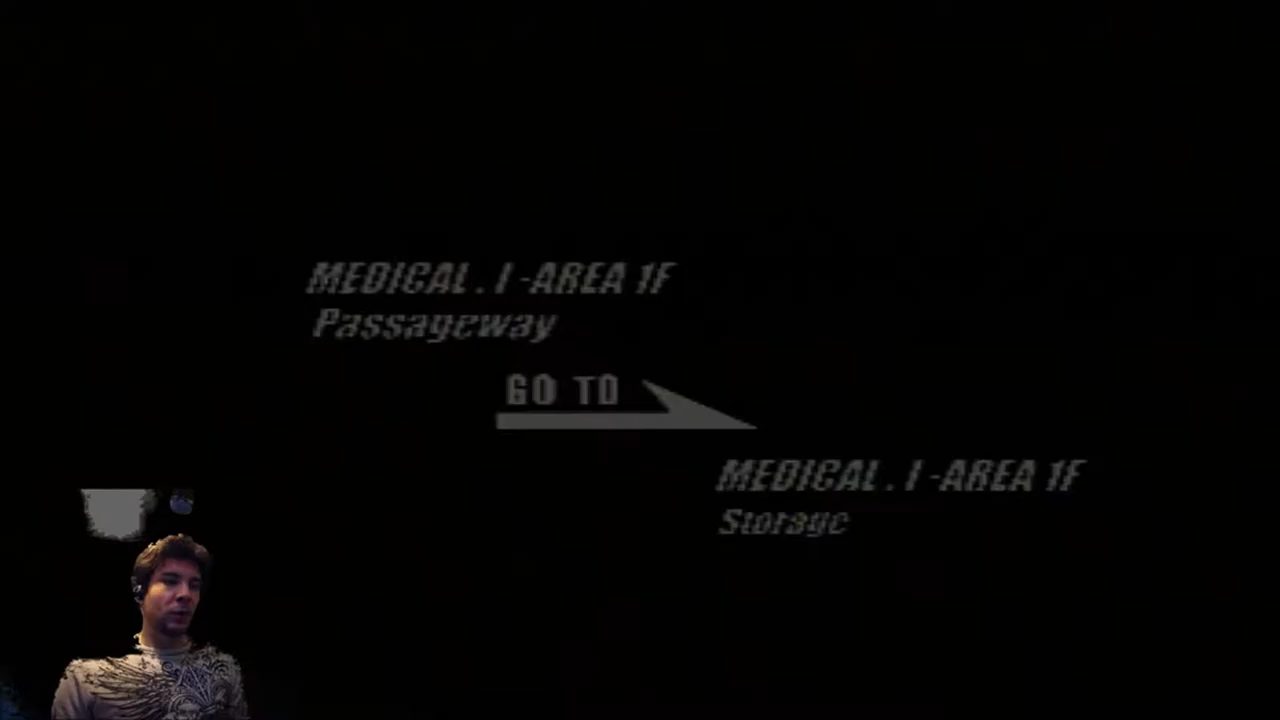 MEDICAL . I -AREA 1F
Passageway
GO TO
MEDICAL . I -AREA 1F
Storage